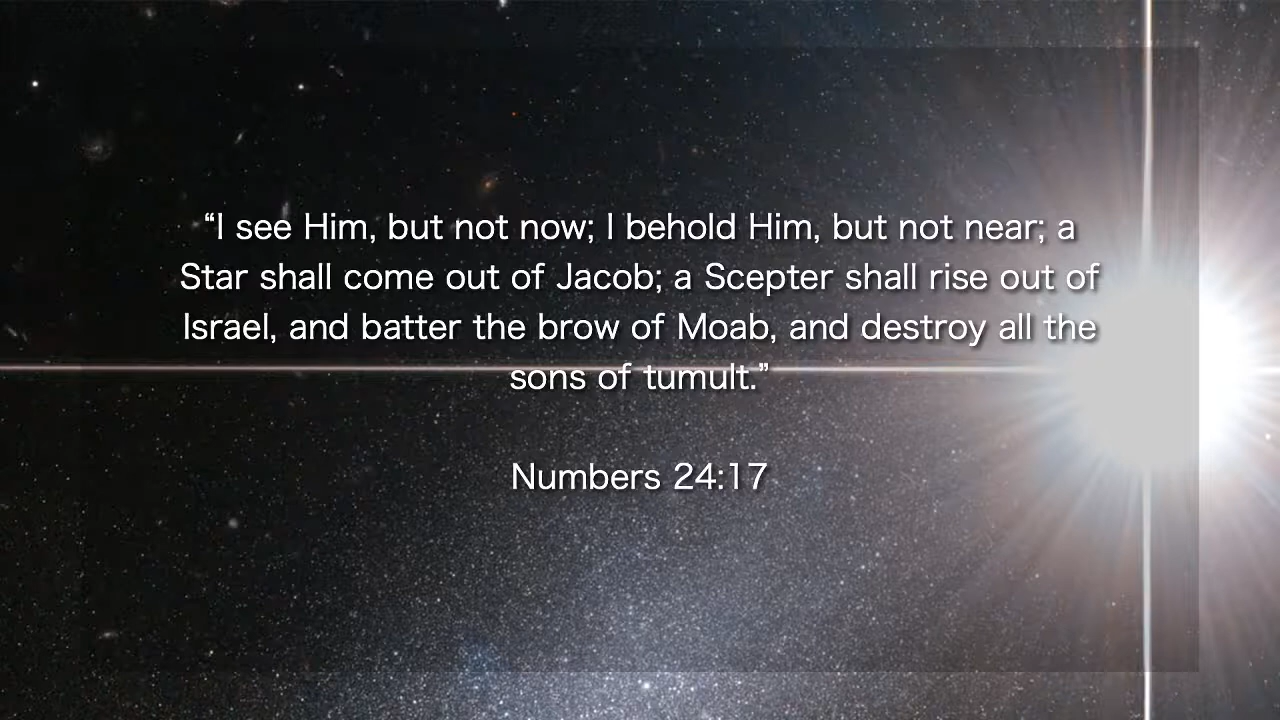 “I see Him, but not now; I behold Him, but not near; a
Star shall come out of Jacob; a Scepter shall rise out of
Israel, and batter the brow of Moab, and destroy all the
sons of tumult.”
Numbers 24:17